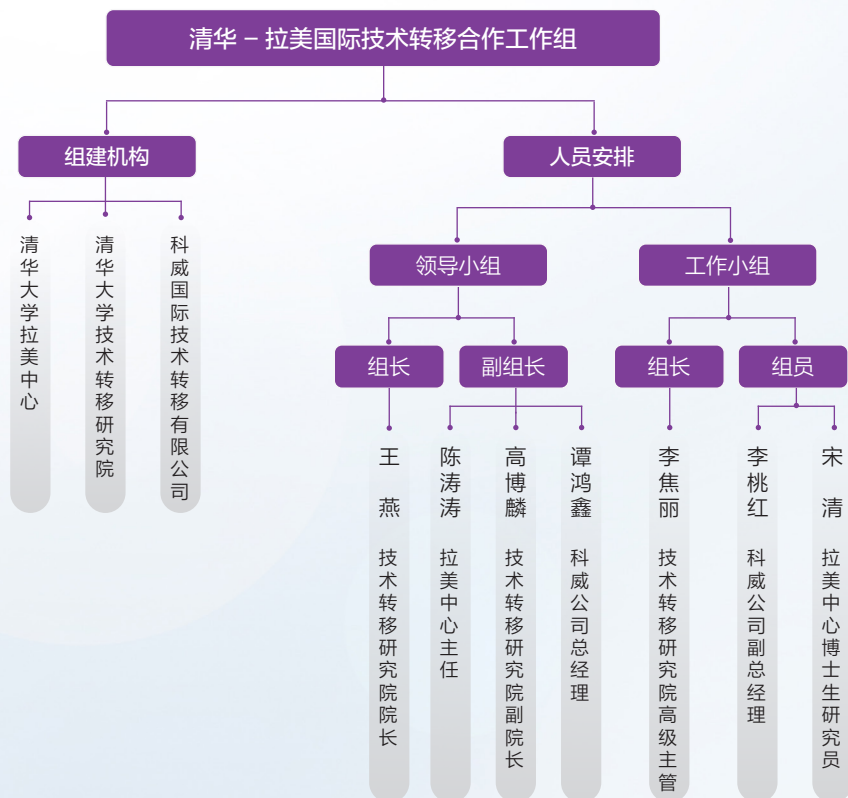 清华 – 拉美国际技术转移合作工作组
组建机构
人员安排
清华大学拉美中心
清华大学技术转移研究院
科威国际技术转移有限公司
领导小组
工作小组
组长
副组长
组长
组员
王 燕 技术转移研究院院长
陈涛涛 拉美中心主任
高博麟 技术转移研究院副院长
谭鸿鑫 科威公司总经理
李焦丽 技术转移研究院高级主管
李桃红 科威公司副总经理
宋 清 拉美中心博士生研究员